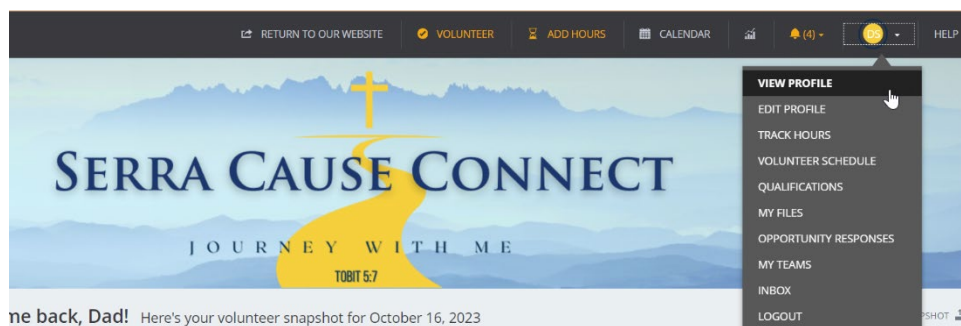 RETURN TO OUR WEBSITE VOLUNTEER ADD HOURS CALENDAR (4) DS HELP
VIEW PROFILE
EDIT PROFILE
TRACK HOURS
VOLUNTEER SCHEDULE
QUALIFICATIONS
MY FILES
OPPORTUNITY RESPONSES
MY TEAMS
INBOX
LOGOUT
SERRA CAUSE CONNECT
JOURNEY WITH ME
TOBIT 5:7
me back, Dad! Here's your volunteer snapshot for October 16, 2023